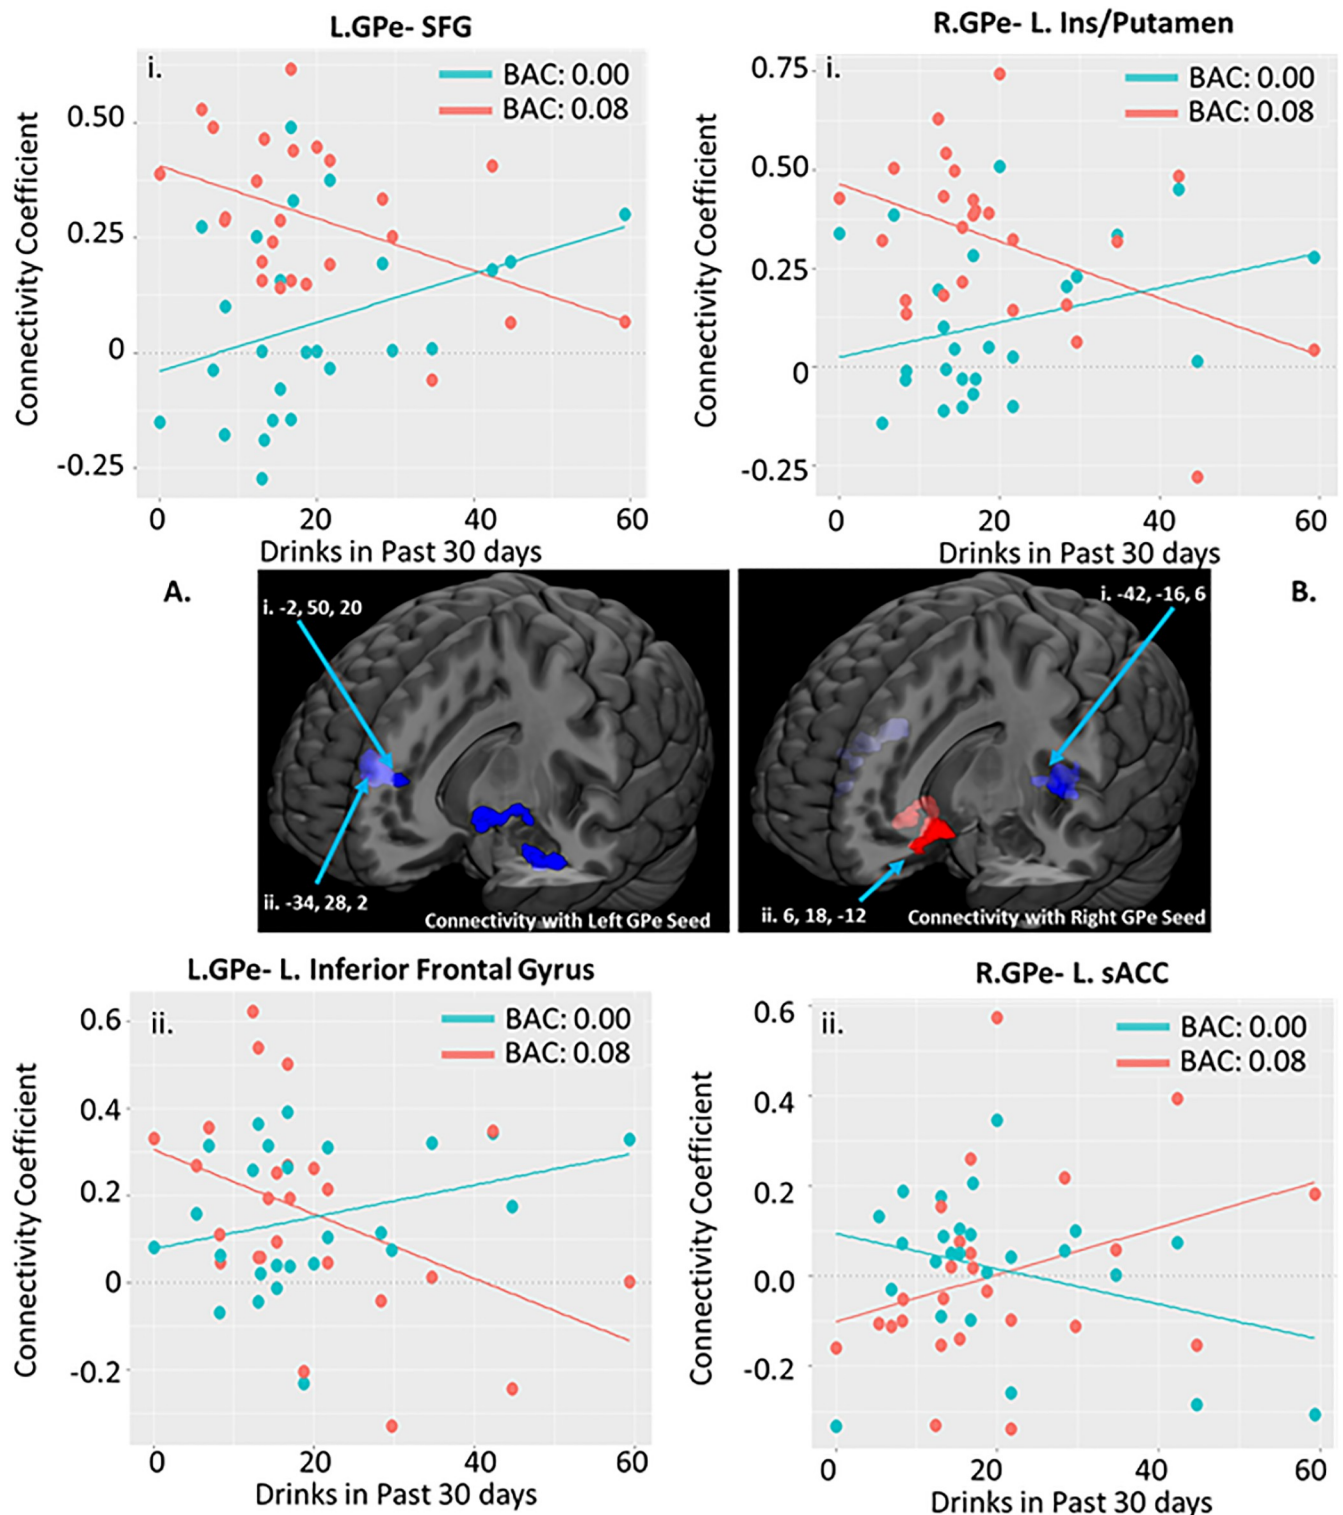 L.GPe- SFG
i.
BAC: 0.00
BAC: 0.08
Connectivity Coefficient
0.50
0.25
0
-0.25
0 20 40 60
Drinks in Past 30 days
R.GPe- L. Ins/Putamen
i.
BAC: 0.00
BAC: 0.08
Connectivity Coefficient
0.75
0.50
0.25
0
-0.25
0 20 40 60
Drinks in Past 30 days
A.
i. -2, 50, 20
ii. -34, 28, 2
Connectivity with Left GPe Seed
B.
i. -42, -16, 6
ii. 6, 18, -12
Connectivity with Right GPe Seed
L.GPe- L. Inferior Frontal Gyrus
ii.
BAC: 0.00
BAC: 0.08
Connectivity Coefficient
0.6
0.4
0.2
0
-0.2
0 20 40 60
Drinks in Past 30 days
R.GPe- L. sACC
ii.
BAC: 0.00
BAC: 0.08
Connectivity Coefficient
0.6
0.4
0.2
0.0
-0.2
0 20 40 60
Drinks in Past 30 days